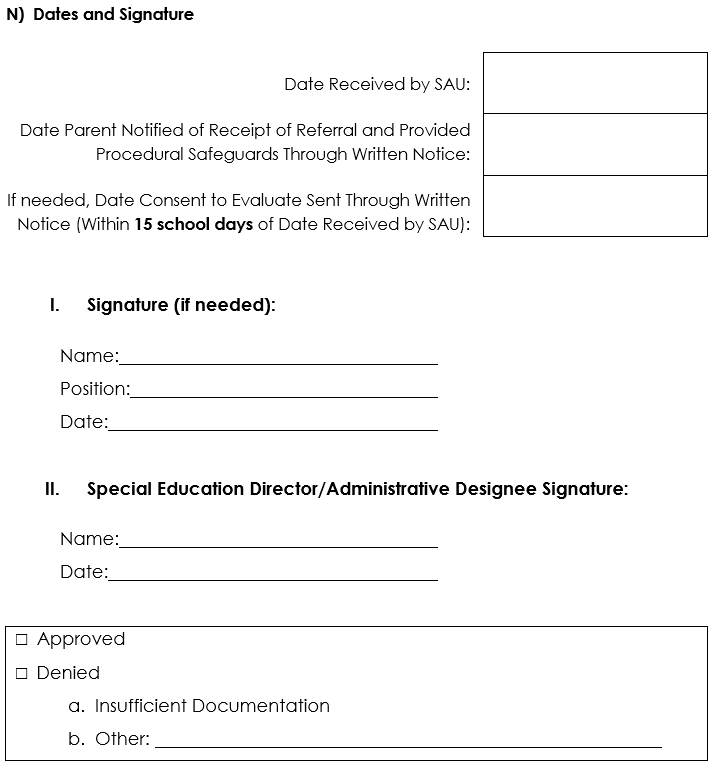 N) Dates and Signature
Date Received by SAU:
Date Parent Notified of Receipt of Referral and Provided
Procedural Safeguards Through Written Notice:
If needed, Date Consent to Evaluate Sent Through Written
Notice (Within 15 school days of Date Received by SAU):
I. Signature (if needed):
Name:
Position:
Date:
II. Special Education Director/Administrative Designee Signature:
Name:
Date:
☐ Approved
☐ Denied
a. Insufficient Documentation
b. Other: